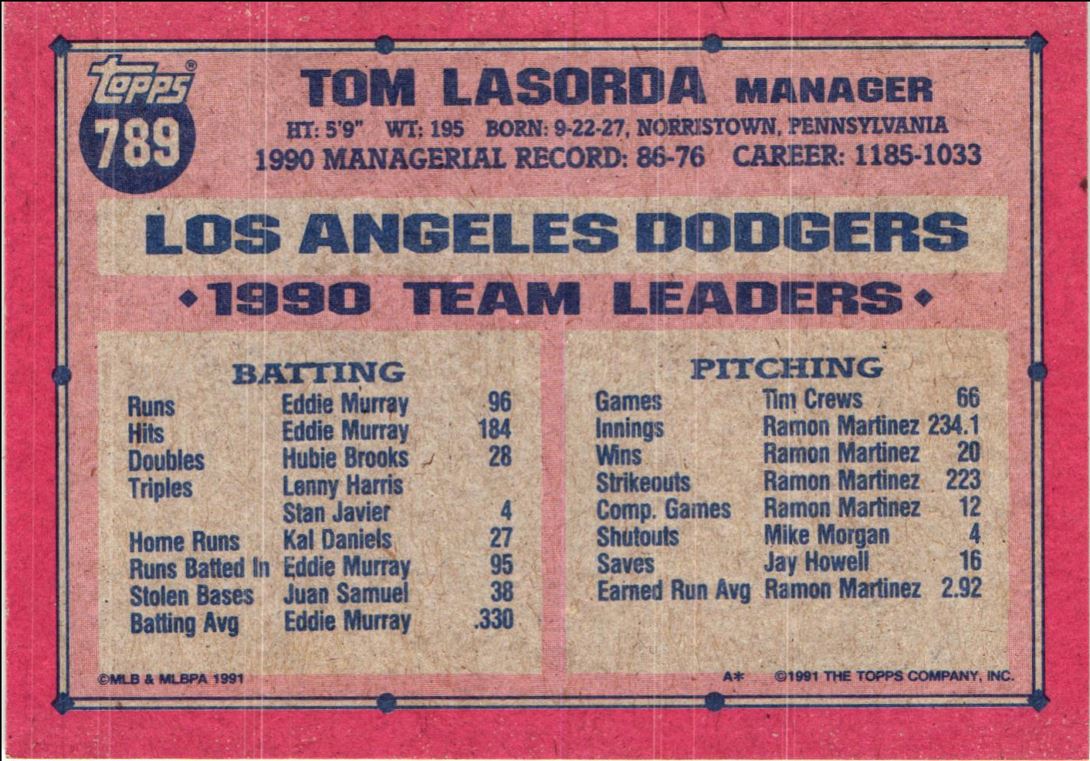 topps®
789
TOM LASORDA MANAGER
HT: 5'9" WT: 195 BORN: 9-22-27, NORRISTOWN, PENNSYLVANIA
1990 MANAGERIAL RECORD: 86-76 CAREER: 1185-1033
LOS ANGELES DODGERS
◆1990 TEAM LEADERS◆
BATTING
Runs Eddie Murray 96
Hits Eddie Murray 184
Doubles Hubie Brooks 28
Triples Lenny Harris
Stan Javier 4
Home Runs Kal Daniels 27
Runs Batted In Eddie Murray 95
Stolen Bases Juan Samuel 38
Batting Avg Eddie Murray .330
PITCHING
Games Tim Crews 66
Innings Ramon Martinez 234.1
Wins Ramon Martinez 20
Strikeouts Ramon Martinez 223
Comp. Games Ramon Martinez 12
Shutouts Mike Morgan 4
Saves Jay Howell 16
Earned Run Avg Ramon Martinez 2.92
©MLB & MLBPA 1991
A* ©1991 THE TOPPS COMPANY, INC.